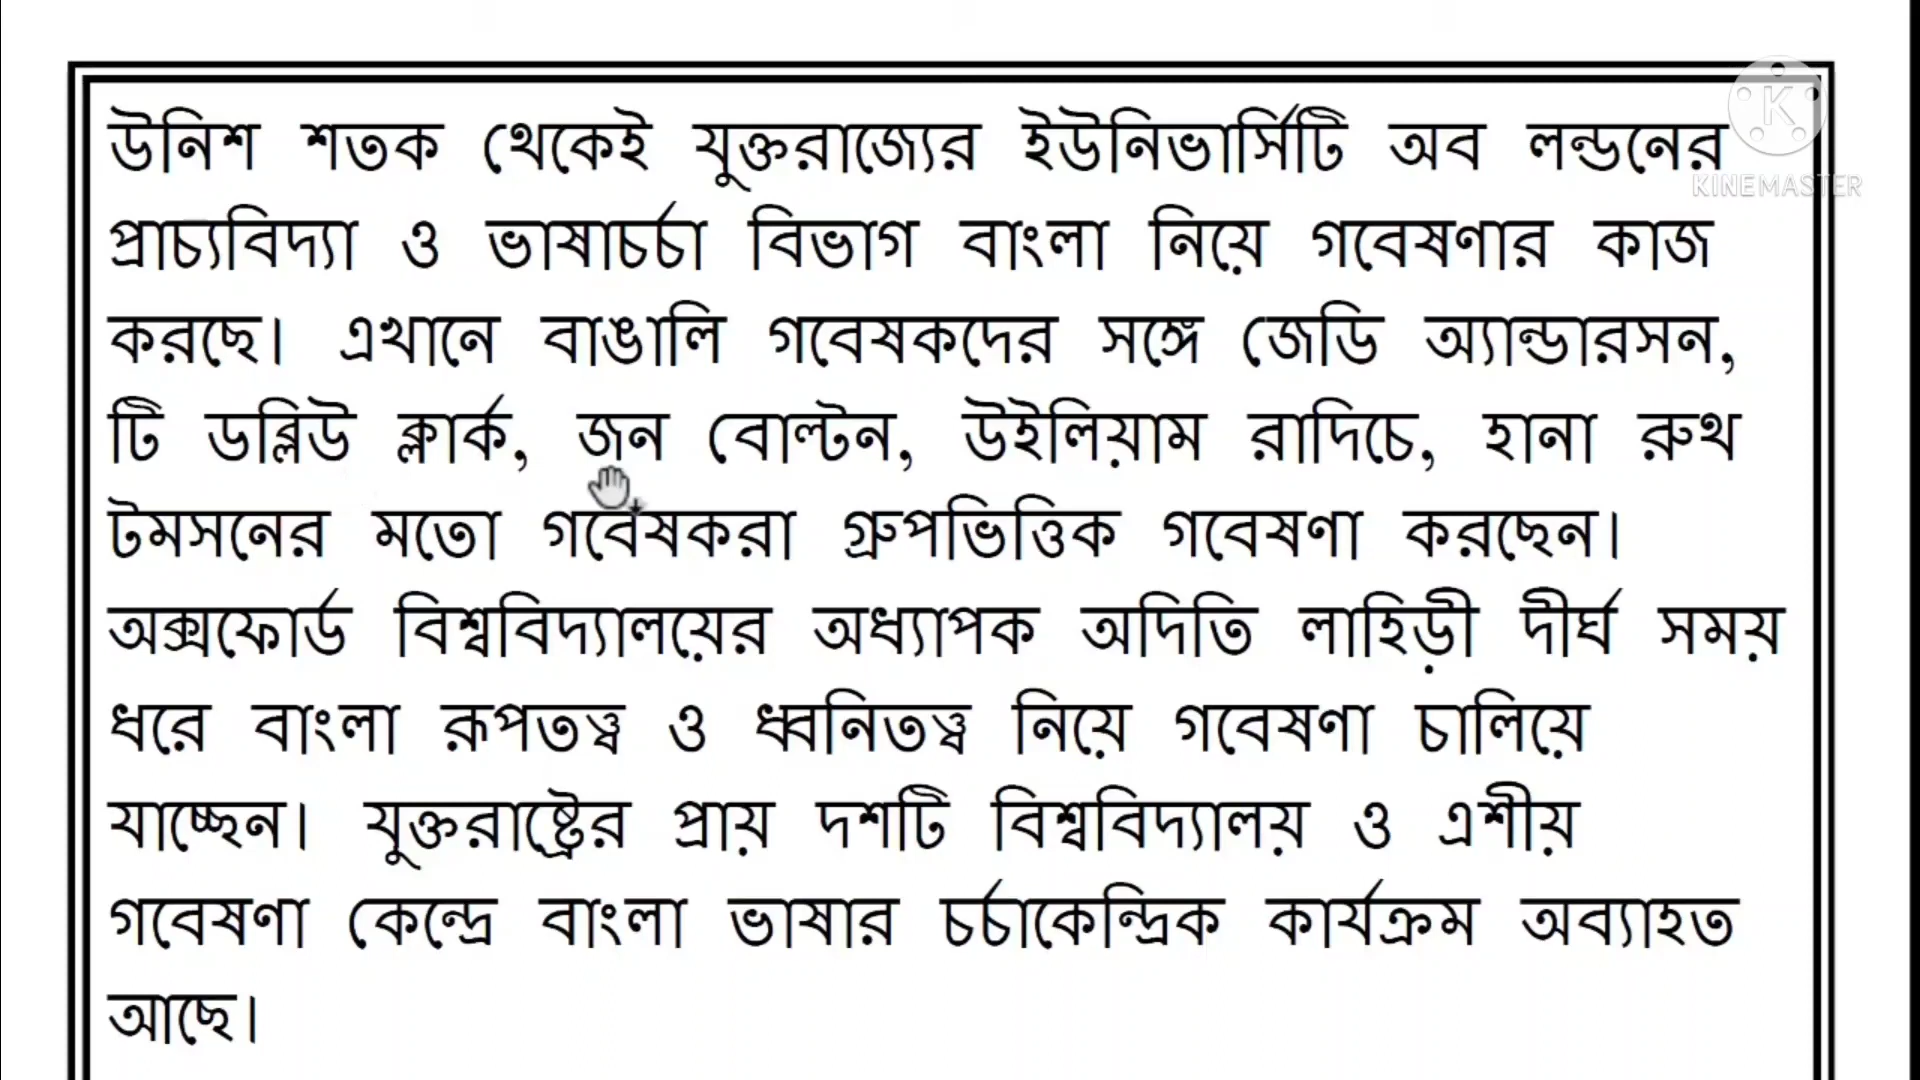 উনিশ শতক থেকেই যুক্তরাজ্যের ইউনিভার্সিটি অব লন্ডনের
প্রাচ্যবিদ্যা ও ভাষাচর্চা বিভাগ বাংলা নিয়ে গবেষণার কাজ
করছে। এখানে বাঙালি গবেষকদের সঙ্গে জেডি অ্যান্ডারসন,
টি ডব্লিউ ক্লার্ক, জন বোল্টন, উইলিয়াম রাদিচে, হানা রুথ
টমসনের মতো গবেষকরা গ্রুপভিত্তিক গবেষণা করছেন।
অক্সফোর্ড বিশ্ববিদ্যালয়ের অধ্যাপক অদিতি লাহিড়ী দীর্ঘ সময়
ধরে বাংলা রূপতত্ত্ব ও ধ্বনিতত্ত্ব নিয়ে গবেষণা চালিয়ে
যাচ্ছেন। যুক্তরাষ্ট্রের প্রায় দশটি বিশ্ববিদ্যালয় ও এশীয়
গবেষণা কেন্দ্রে বাংলা ভাষার চর্চাকেন্দ্রিক কার্যক্রম অব্যাহত
আছে।
K
KINEMASTER